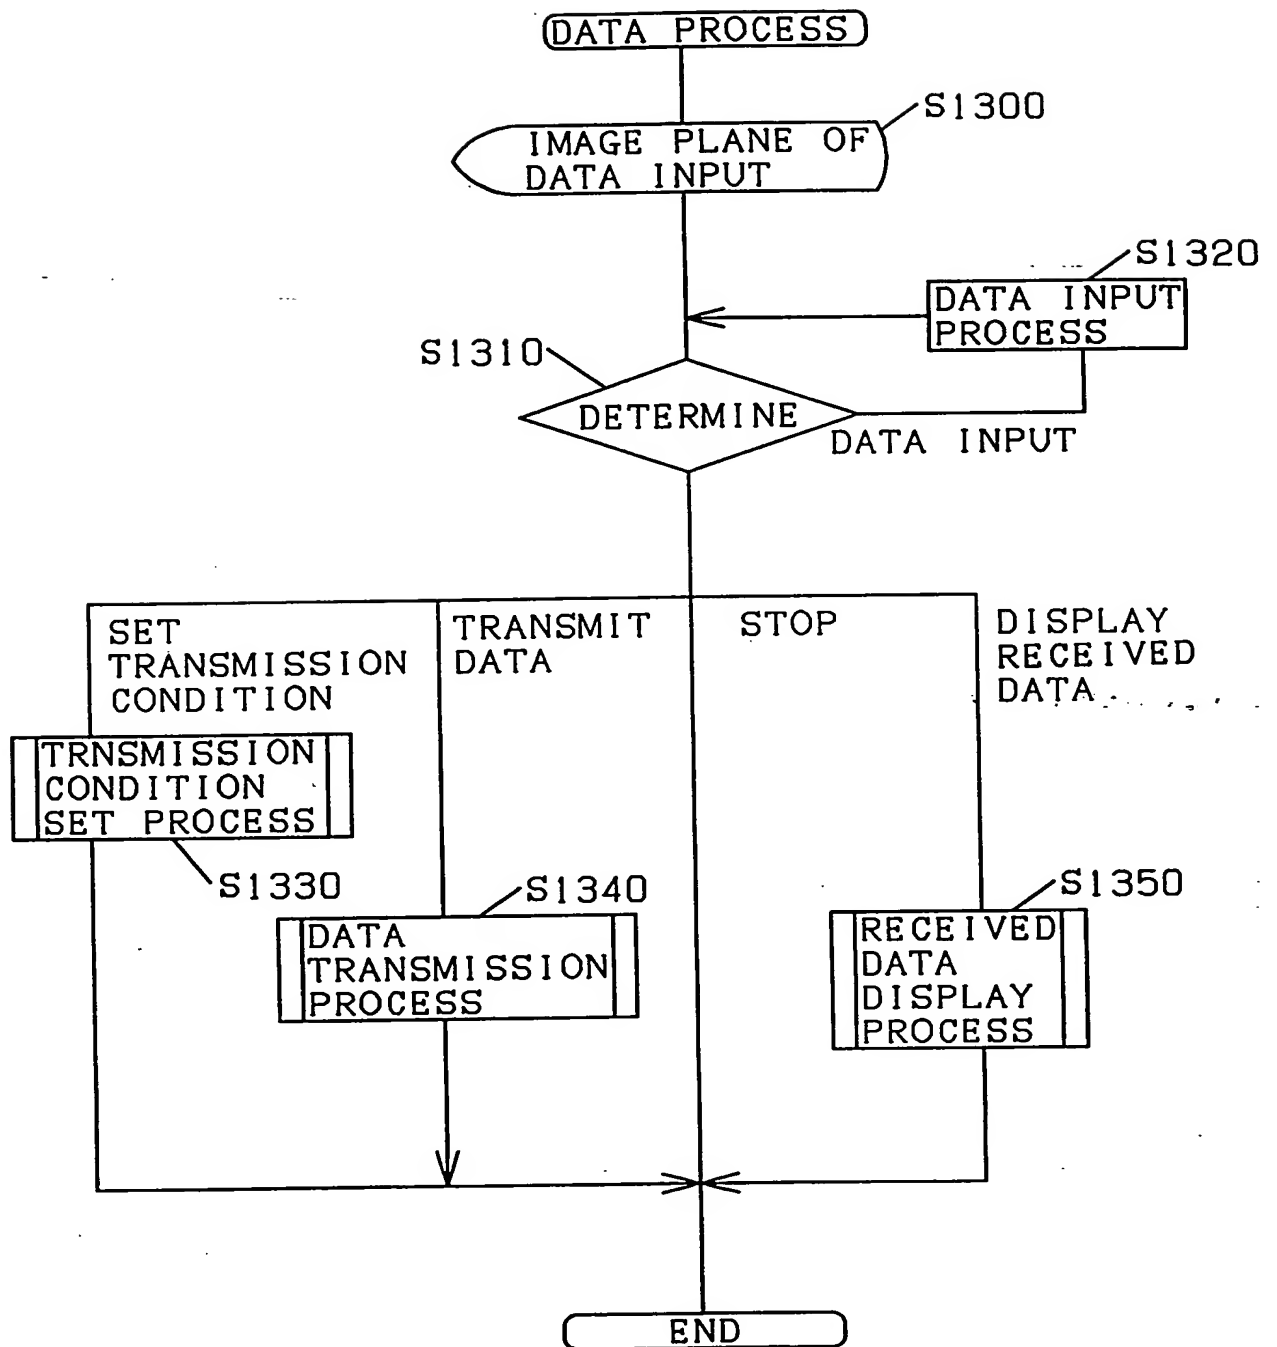 DATA PROCESS
S1300
IMAGE PLANE OF
DATA INPUT
S1320
DATA INPUT
PROCESS
S1310
DETERMINE
DATA INPUT
SET
TRANSMISSION
CONDITION
TRANSMIT
DATA
STOP
DISPLAY
RECEIVED
DATA
TRNSMISSION
CONDITION
SET PROCESS
S1330
S1340
DATA
TRANSMISSION
PROCESS
S1350
RECEIVED
DATA
DISPLAY
PROCESS
END